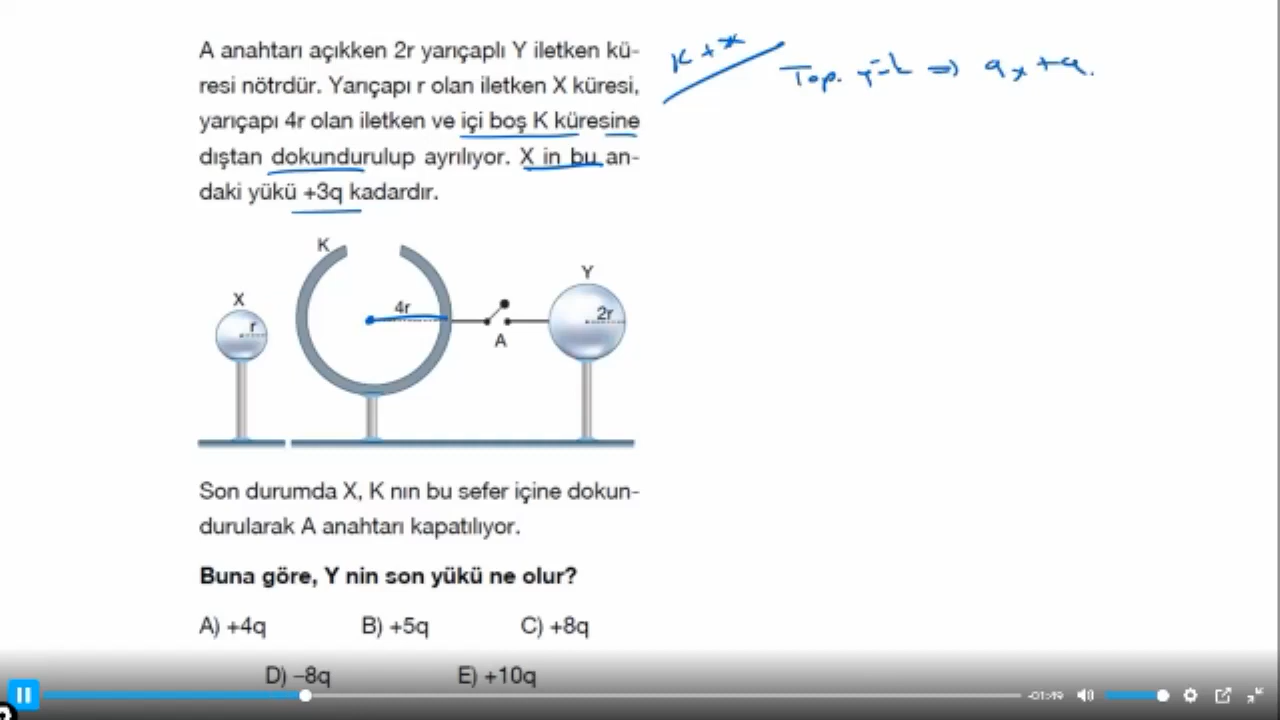 A anahtarı açıkken 2r yarıçaplı Y iletken kü-
resi nötrdür. Yarıçapı r olan iletken X küresi,
yarıçapı 4r olan iletken ve içi boş K küresine
dıştan dokundurulup ayrılıyor. X in bu an-
daki yükü +3q kadardır.
K + X
Top. yük ⇒ qx + q
K
Y
X
4r
2r
r
A
Son durumda X, K nın bu sefer içine dokun-
durularak A anahtarı kapatılıyor.
Buna göre, Y nin son yükü ne olur?
A) +4q B) +5q C) +8q
D) –8q E) +10q
-01:49